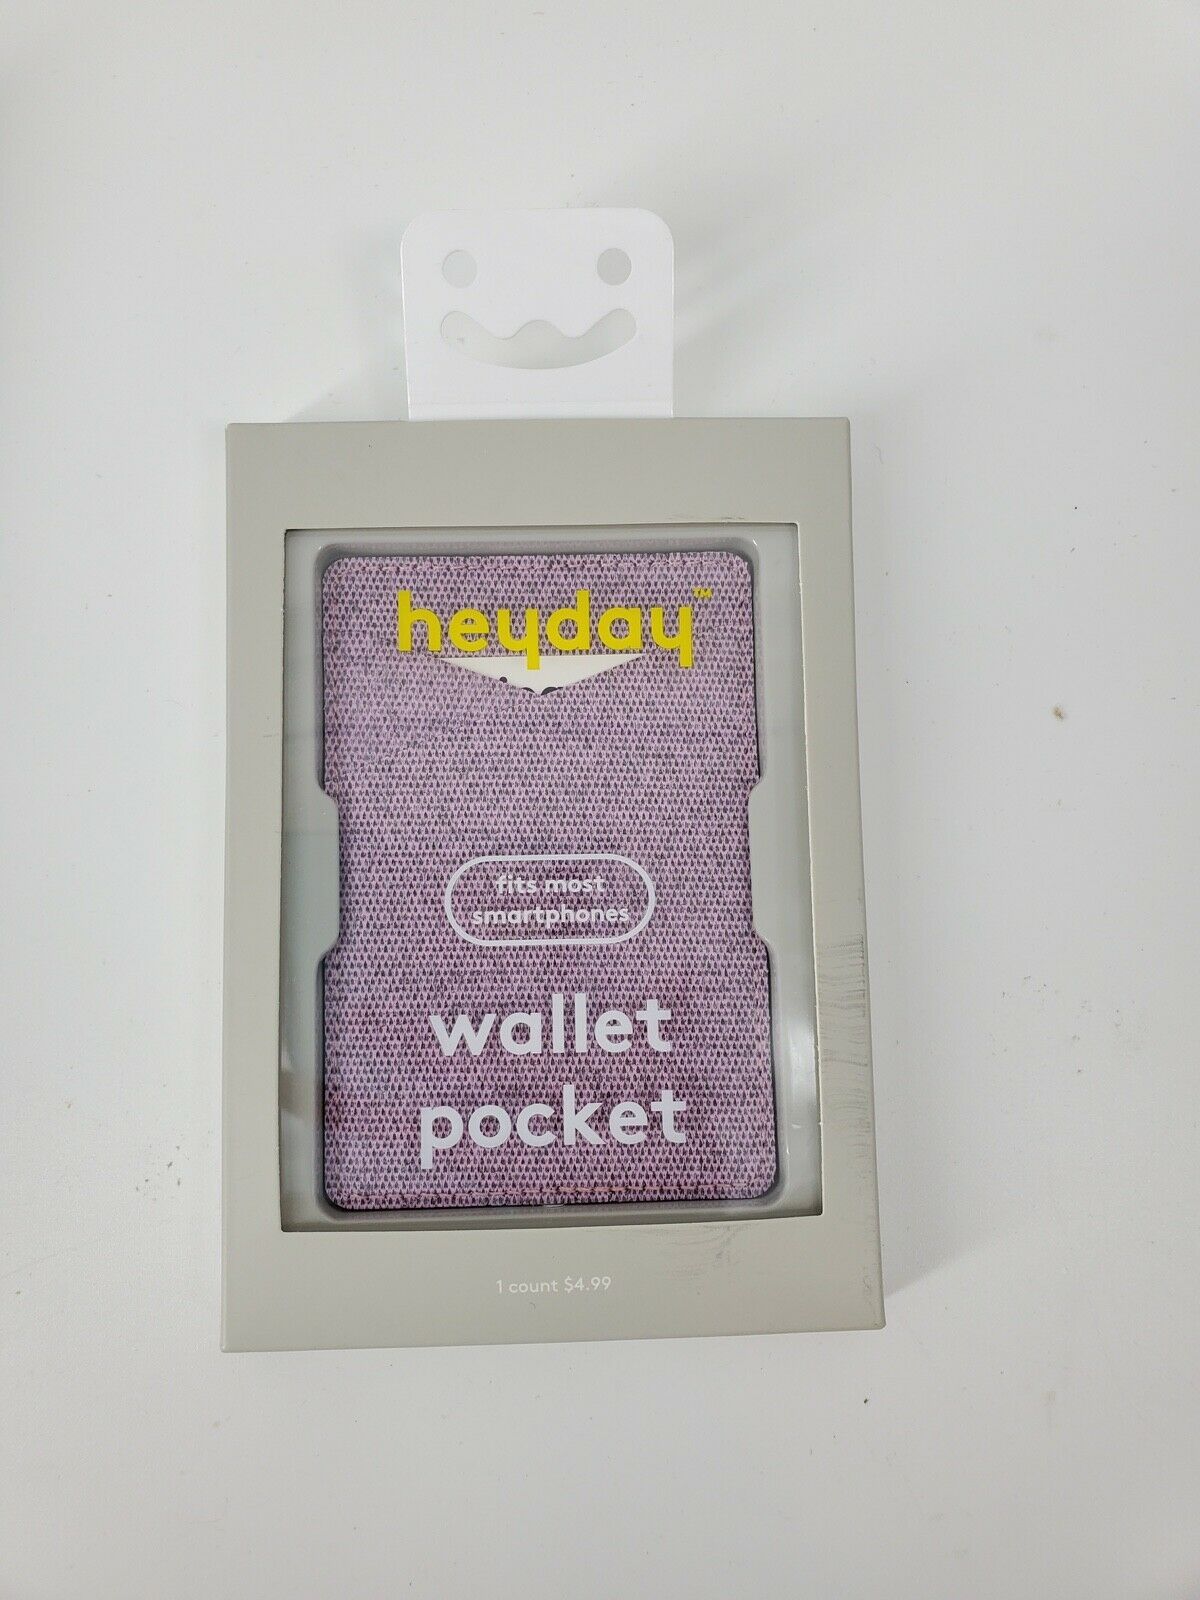 heyday™
fits most
smartphones
wallet
pocket
1 count $4.99